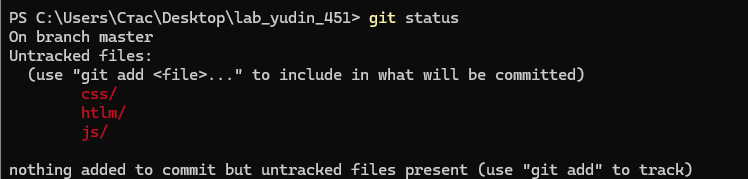 PS C:\Users\Стас\Desktop\lab_yudin_451> git status
On branch master
Untracked files:
  (use "git add <file>..." to include in what will be committed)
        css/
        htlm/
        js/

nothing added to commit but untracked files present (use "git add" to track)